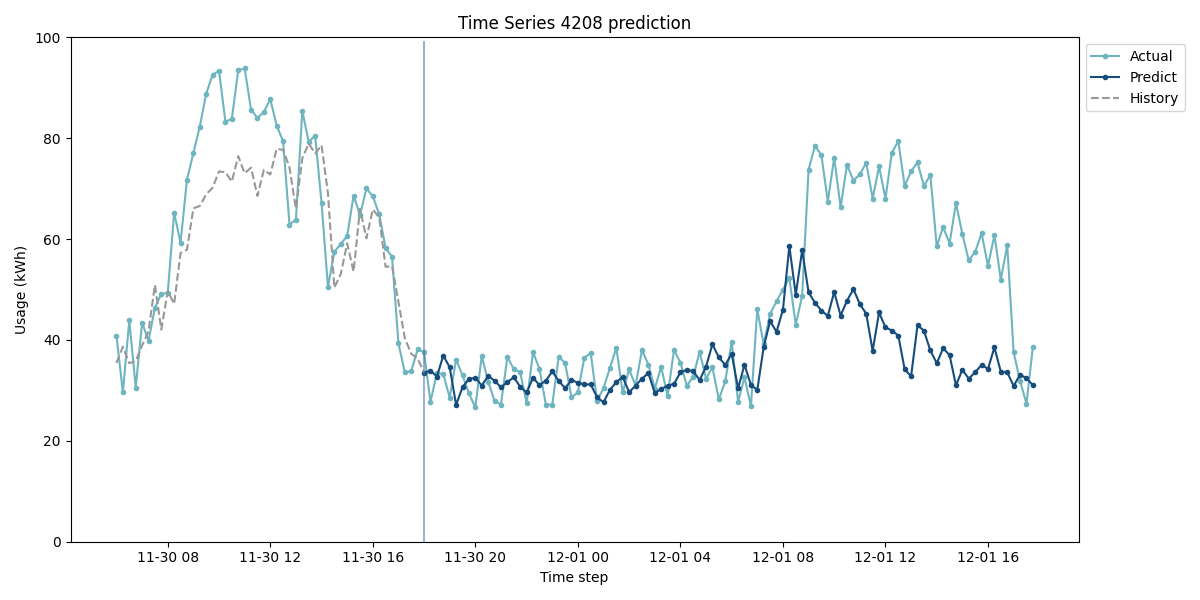 Time Series 4208 prediction
Usage (kWh)
100
80
60
40
20
0
11-30 08
11-30 12
11-30 16
11-30 20
12-01 00
12-01 04
12-01 08
12-01 12
12-01 16
Time step
Actual
Predict
History